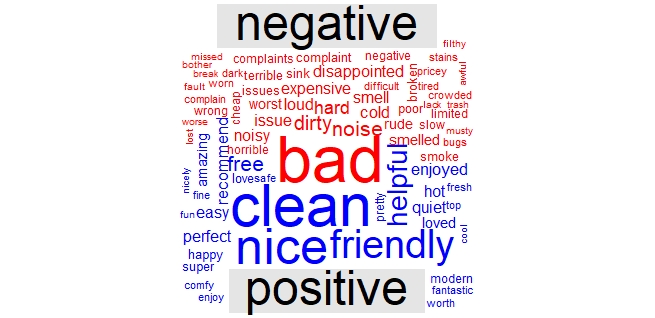 negative
filthy
missed complaints complaint negative stains
bother
break dark terrible sink disappointed pricey awful
fault worn issues expensive difficult broken tired
complain cheap worst loud hard smell crowded
wrong poor lack trash
worse issue dirty cold limited
lost noisy noise rude slow musty
horrible smelled bugs
amazing recommend free bad helpful smoke
nicely lovesafe enjoyed
fine clean pretty hot fresh
fun easy quiet top
loved
perfect nice friendly cool
happy
super
positive modern
comfy fantastic
enjoy worth